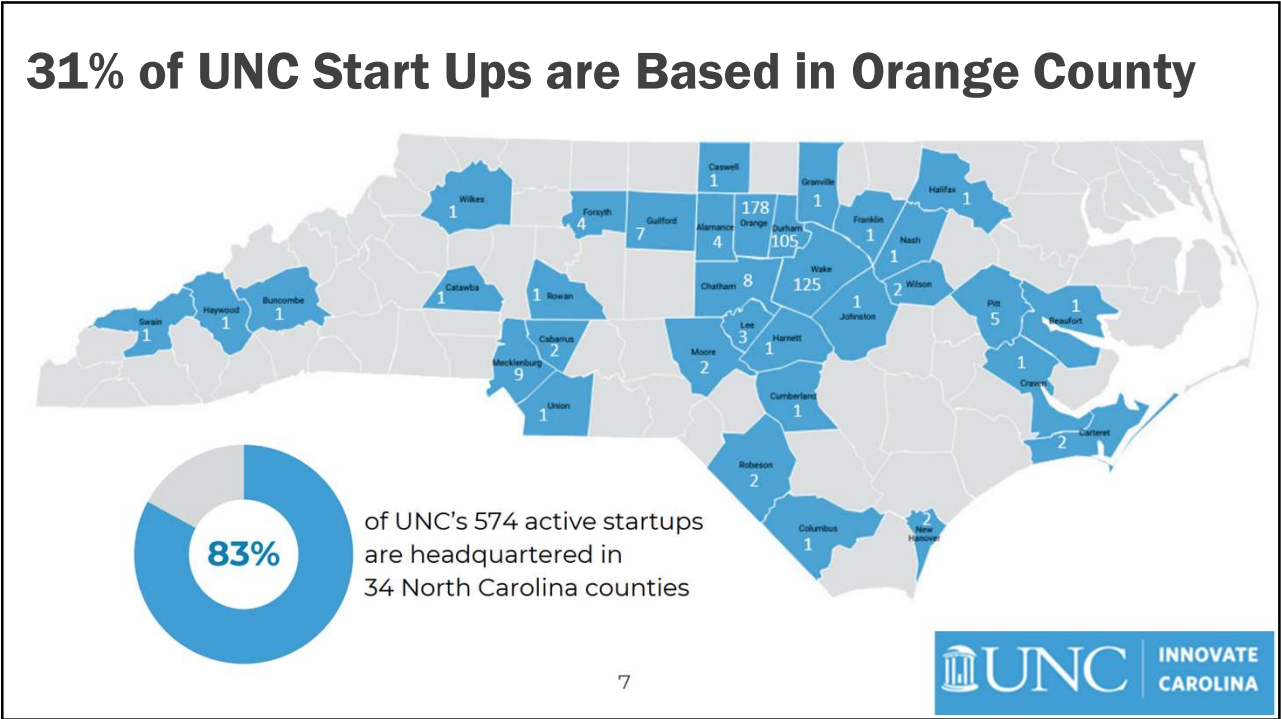 31% of UNC Start Ups are Based in Orange County
Caswell
1
Granville
1
Halifax
1
Wilkes
1
Forsyth
4
Guilford
7
Alamance
4
178
Orange
Durham
105
Franklin
1
Nash
1
Wake
125
Chatham 8
Wilson
2
1
Johnston
Catawba
1
1 Rowan
Buncombe
1
Haywood
1
Swain
1
Pitt
5
1
Beaufort
Lee
3
Harnett
1
Cabarrus
2
Mecklenburg
9
Moore
2
1
Craven
Cumberland
1
Union
1
Carteret
2
Robeson
2
Columbus
1
2
New
Hanover
83%
of UNC’s 574 active startups
are headquartered in
34 North Carolina counties
7
UNC
INNOVATE
CAROLINA